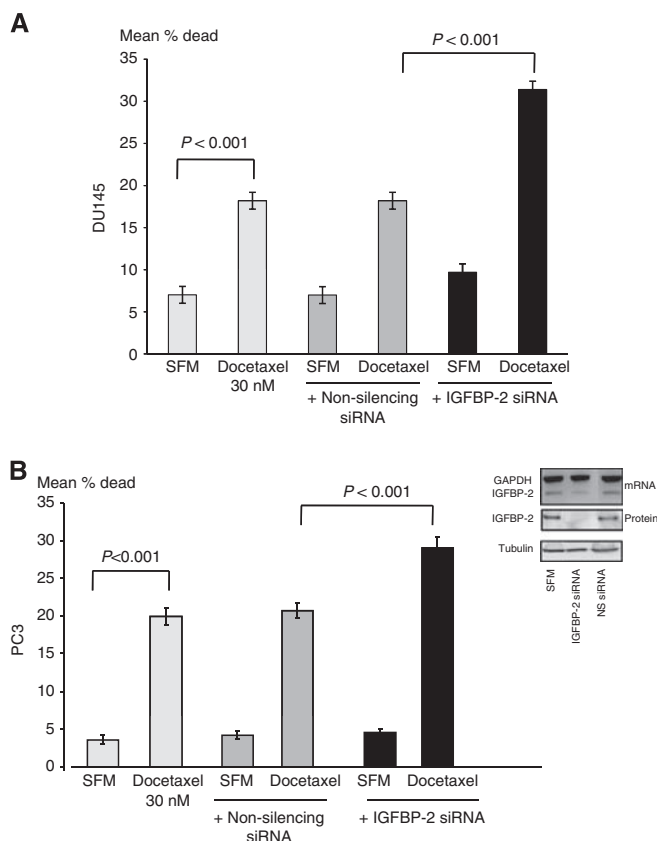 A
Mean % dead
P < 0.001
P < 0.001
35
30
25
20
15
10
5
0
DU145
SFM Docetaxel SFM Docetaxel SFM Docetaxel
30 nM
+ Non-silencing siRNA
+ IGFBP-2 siRNA
B
Mean % dead
P < 0.001
P<0.001
35
30
25
20
15
10
5
0
PC3
SFM Docetaxel SFM Docetaxel SFM Docetaxel
30 nM
+ Non-silencing siRNA
+ IGFBP-2 siRNA
GAPDH
IGFBP-2
mRNA
IGFBP-2
Protein
Tubulin
SFM
IGFBP-2 siRNA
NS siRNA